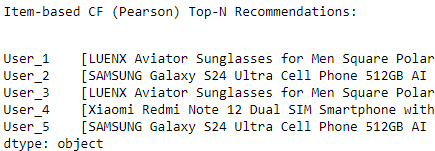 Item-based CF (Pearson) Top-N Recommendations:
User_1 [LUENX Aviator Sunglasses for Men Square Polar
User_2 [SAMSUNG Galaxy S24 Ultra Cell Phone 512GB AI
User_3 [LUENX Aviator Sunglasses for Men Square Polar
User_4 [Xiaomi Redmi Note 12 Dual SIM Smartphone with
User_5 [SAMSUNG Galaxy S24 Ultra Cell Phone 512GB AI
dtype: object